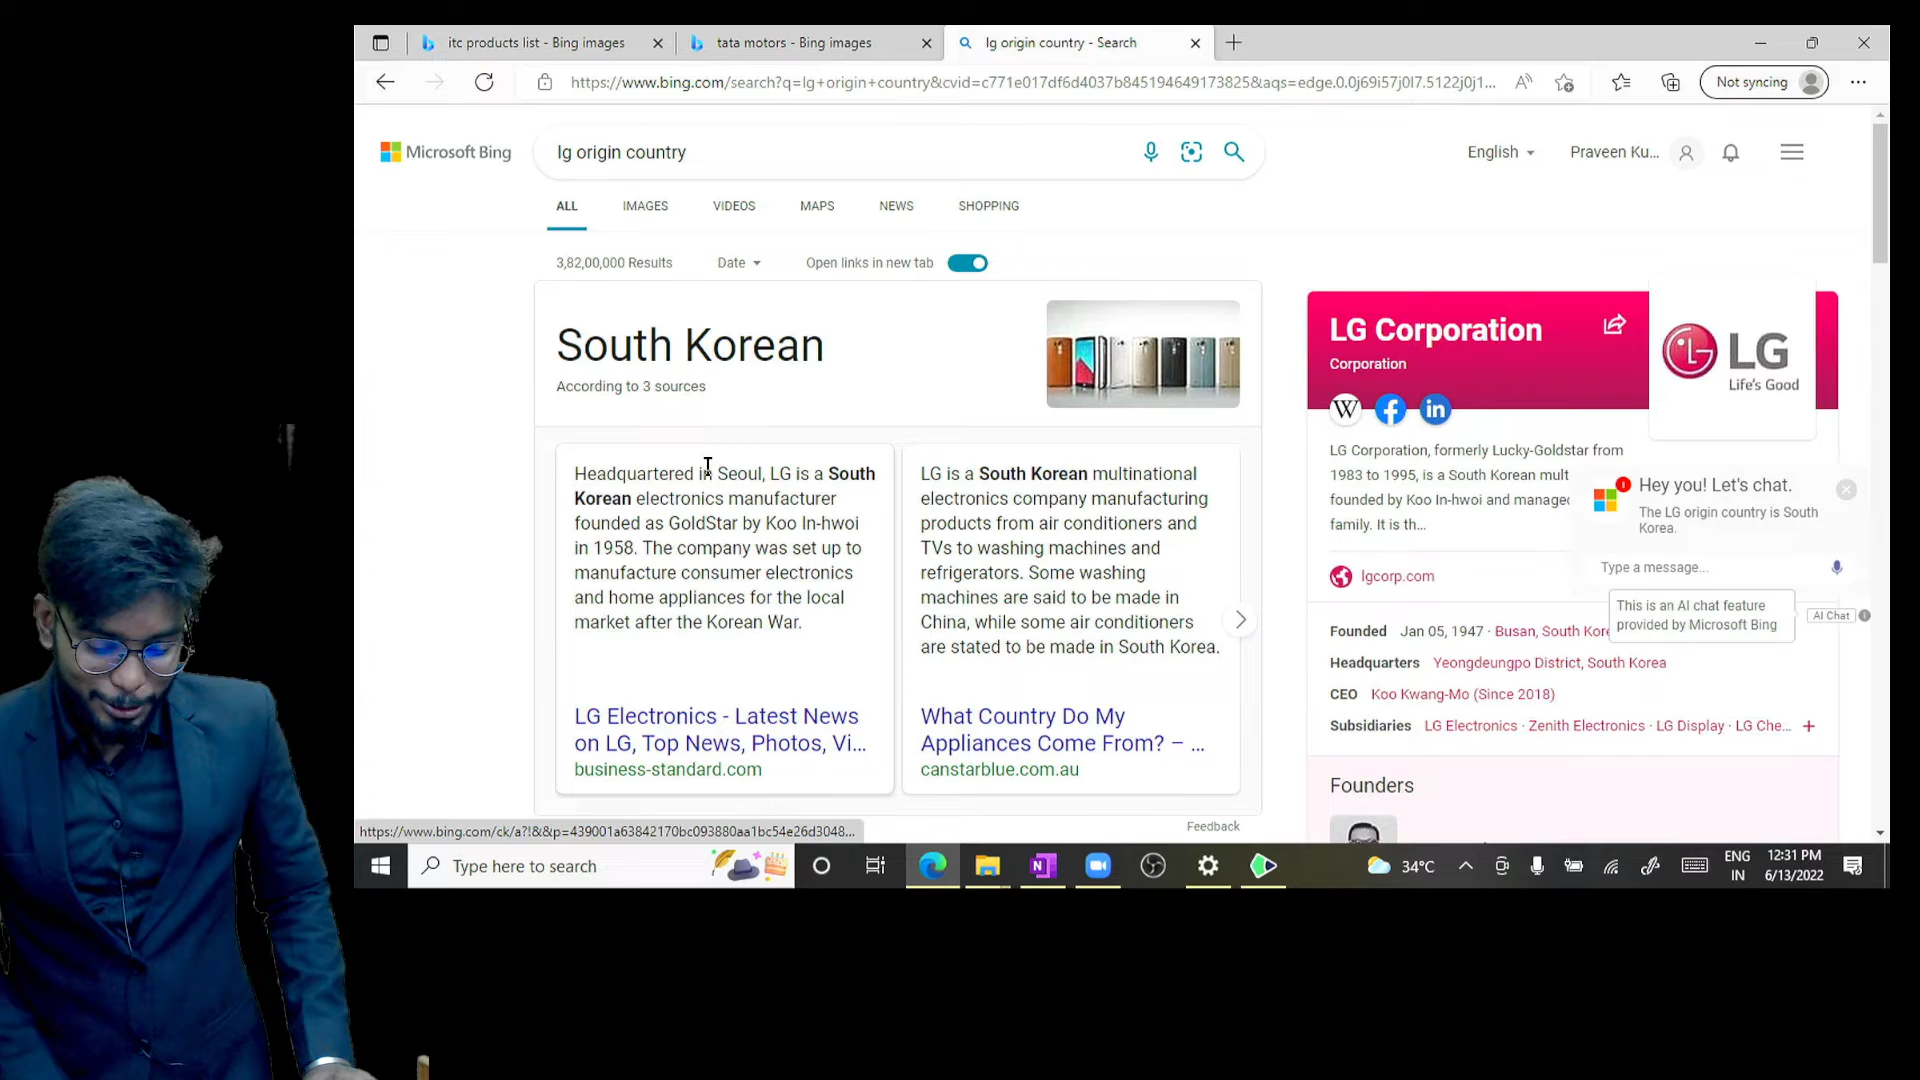 itc products list - Bing images
tata motors - Bing images
lg origin country - Search
https://www.bing.com/search?q=lg+origin+country&cvid=c771e017df6d4037b845194649173825&aqs=edge.0.0j69i57j0l7.5122j0j1...
Not syncing
Microsoft Bing
lg origin country
English
Praveen Ku...
ALL
IMAGES
VIDEOS
MAPS
NEWS
SHOPPING
3,82,00,000 Results
Date
Open links in new tab
South Korean
According to 3 sources
Headquartered in Seoul, LG is a South
Korean electronics manufacturer
founded as GoldStar by Koo In-hwoi
in 1958. The company was set up to
manufacture consumer electronics
and home appliances for the local
market after the Korean War.
LG Electronics - Latest News
on LG, Top News, Photos, Vi...
business-standard.com
LG is a South Korean multinational
electronics company manufacturing
products from air conditioners and
TVs to washing machines and
refrigerators. Some washing
machines are said to be made in
China, while some air conditioners
are stated to be made in South Korea.
What Country Do My
Appliances Come From? – ...
canstarblue.com.au
Feedback
LG Corporation
Corporation
LG
Life's Good
W
f
in
LG Corporation, formerly Lucky-Goldstar from
1983 to 1995, is a South Korean mult
founded by Koo In-hwoi and manage
family. It is th...
Hey you! Let's chat.
The LG origin country is South
Korea.
Type a message...
This is an AI chat feature
provided by Microsoft Bing
AI Chat
lgcorp.com
Founded Jan 05, 1947 · Busan, South Kore
Headquarters Yeongdeungpo District, South Korea
CEO Koo Kwang-Mo (Since 2018)
Subsidiaries LG Electronics · Zenith Electronics · LG Display · LG Che... +
Founders
https://www.bing.com/ck/a?!&&p=439001a63842170bc093880aa1bc54e26d3048...
Type here to search
34°C
ENG
IN
12:31 PM
6/13/2022